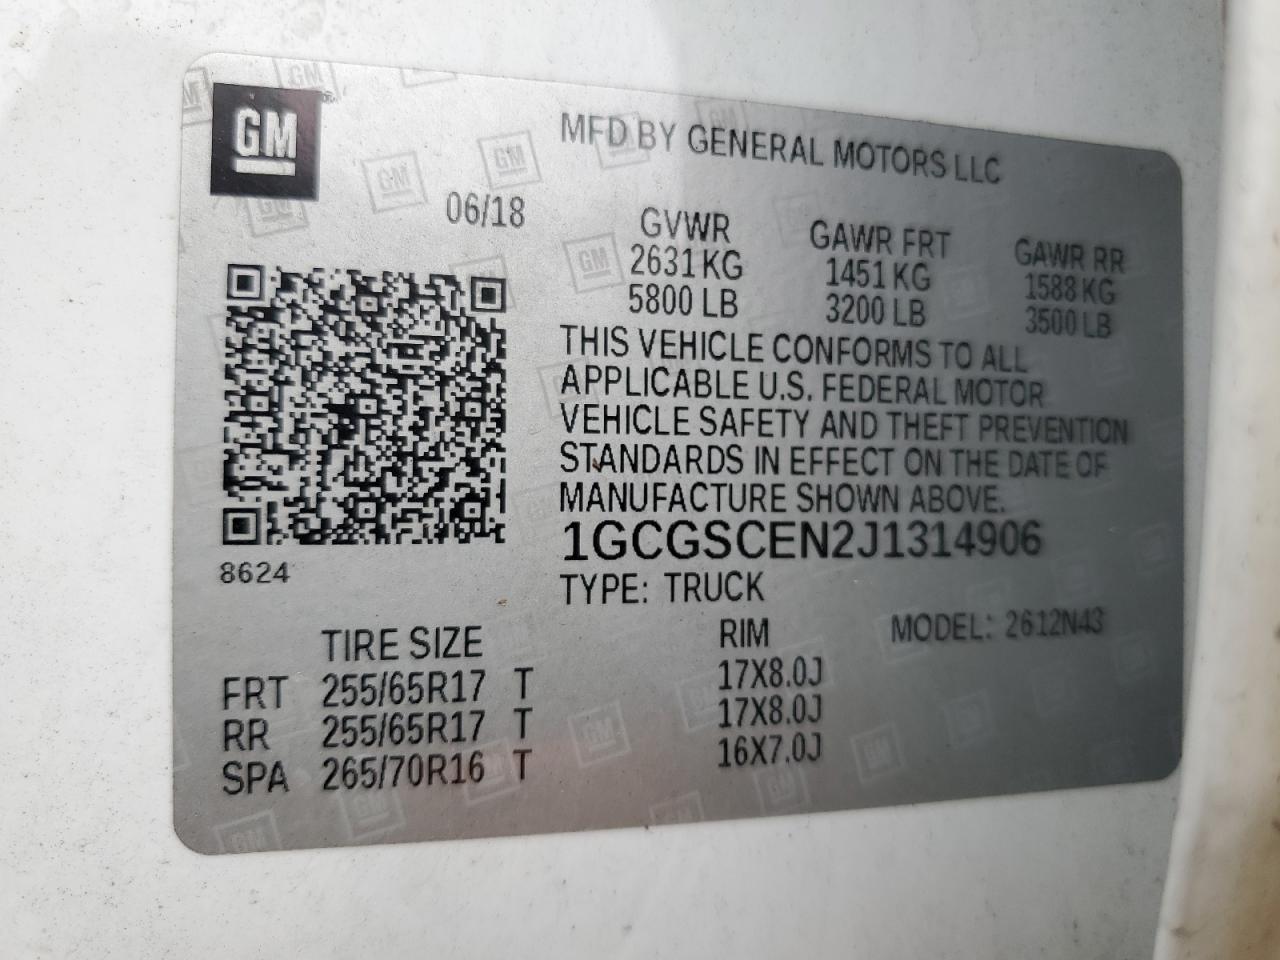 GM
MFD BY GENERAL MOTORS LLC
06/18
GVWR GAWR FRT GAWR RR
2631 KG 1451 KG 1588 KG
5800 LB 3200 LB 3500 LB
THIS VEHICLE CONFORMS TO ALL
APPLICABLE U.S. FEDERAL MOTOR
VEHICLE SAFETY AND THEFT PREVENTION
STANDARDS IN EFFECT ON THE DATE OF
MANUFACTURE SHOWN ABOVE.
1GCGSCEN2J1314906
8624
TYPE: TRUCK
TIRE SIZE RIM MODEL: 2612N43
FRT 255/65R17 T 17X8.0J
RR 255/65R17 T 17X8.0J
SPA 265/70R16 T 16X7.0J